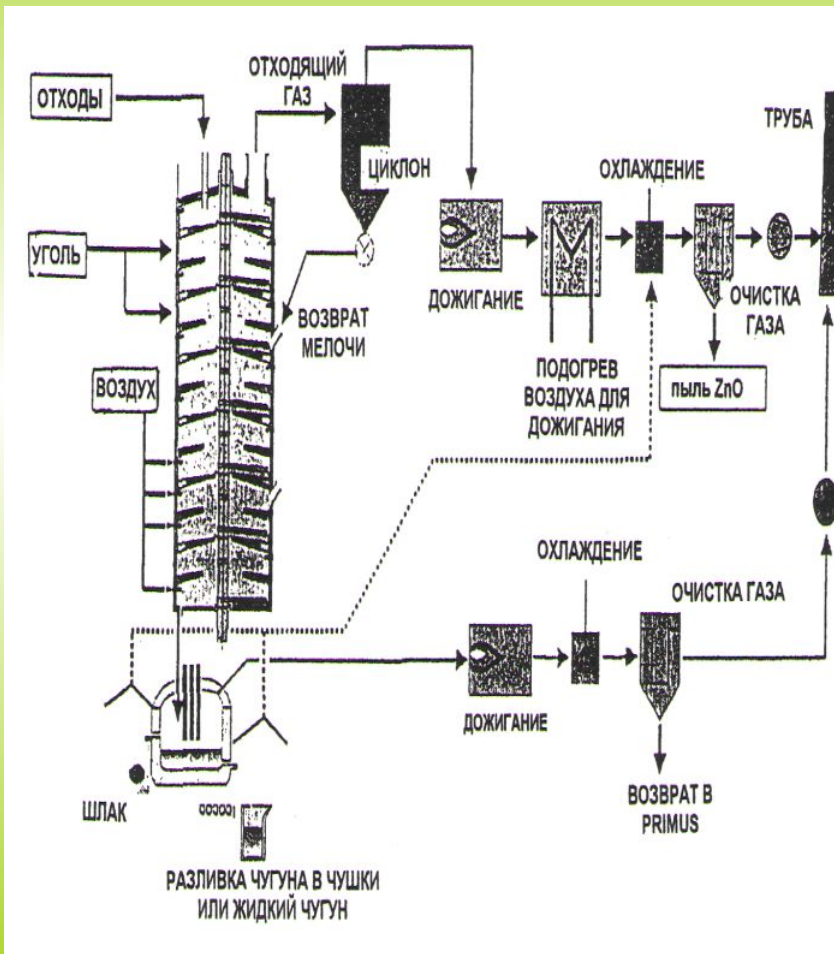 ОТХОДЫ
ОТХОДЯЩИЙ
ГАЗ
ЦИКЛОН
ТРУБА
ОХЛАЖДЕНИЕ
УГОЛЬ
ДОЖИГАНИЕ
ОЧИСТКА
ГАЗА
ВОЗВРАТ
МЕЛОЧИ
ПОДОГРЕВ
ВОЗДУХА ДЛЯ
ДОЖИГАНИЯ
пыль ZnO
ВОЗДУХ
ОХЛАЖДЕНИЕ
ОЧИСТКА ГАЗА
ДОЖИГАНИЕ
ВОЗВРАТ В
PRIMUS
ШЛАК
РАЗЛИВКА ЧУГУНА В ЧУШКИ
ИЛИ ЖИДКИЙ ЧУГУН